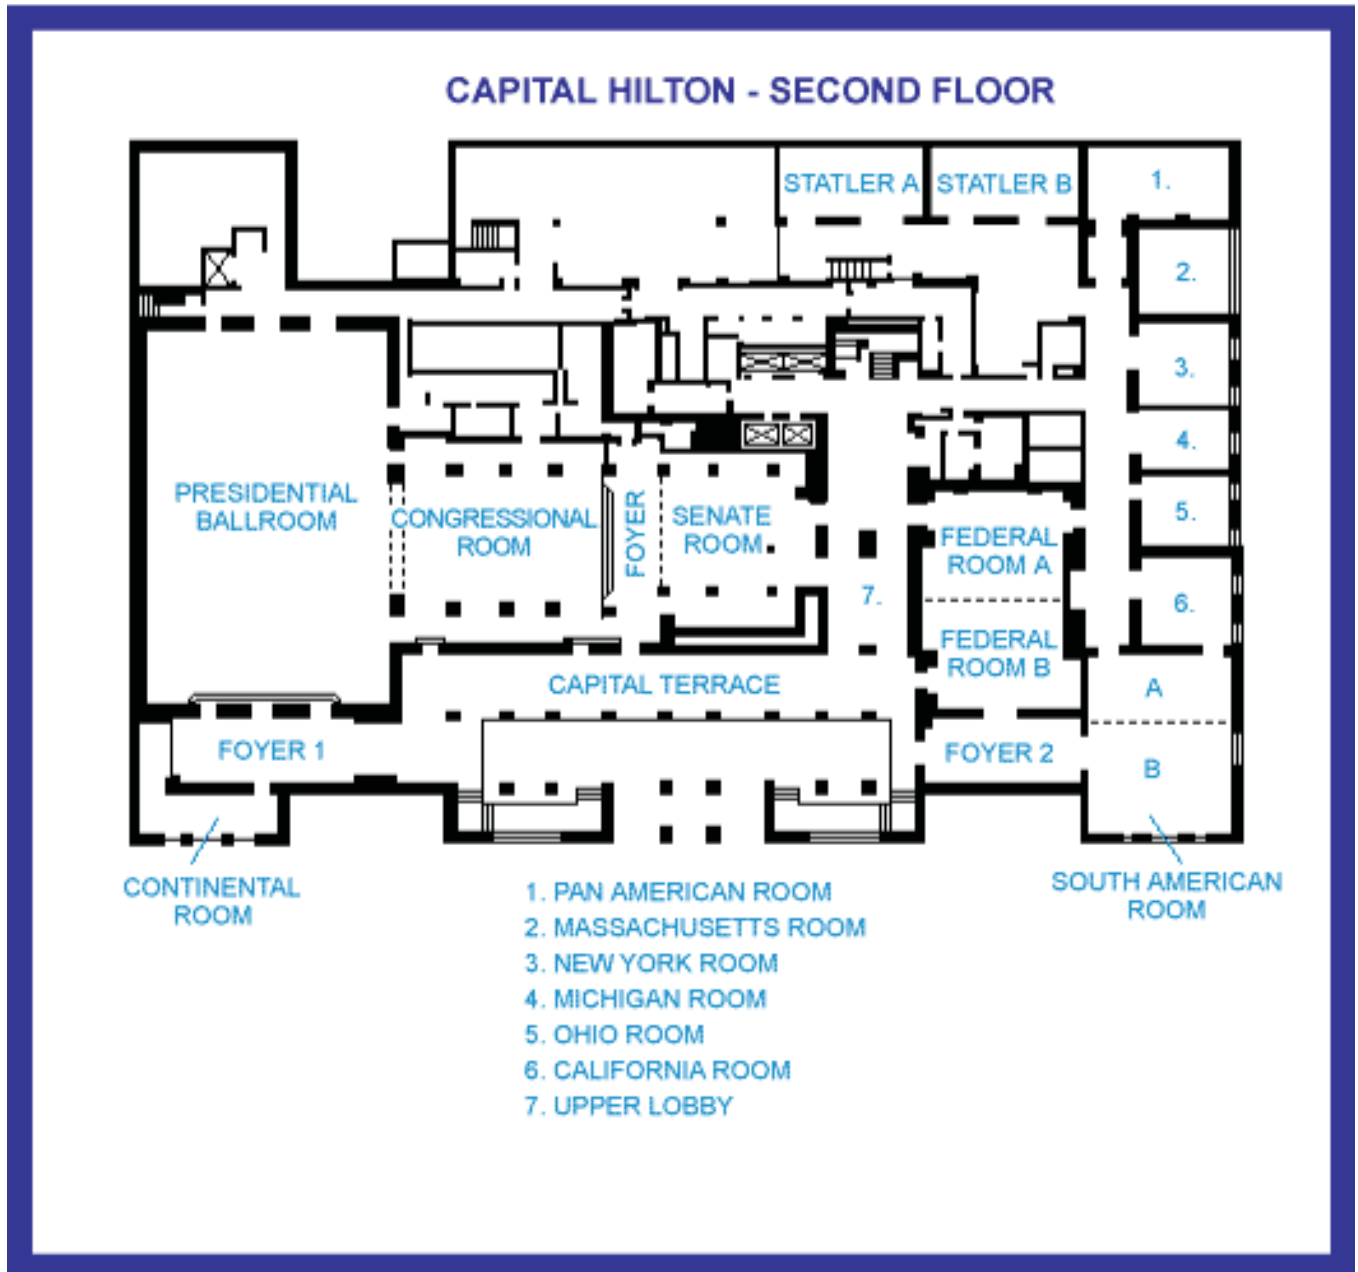 CAPITAL HILTON - SECOND FLOOR
STATLER A
STATLER B
1.
2.
3.
4.
5.
6.
PRESIDENTIAL
BALLROOM
CONGRESSIONAL
ROOM
FOYER
SENATE
ROOM
7.
FEDERAL
ROOM A
FEDERAL
ROOM B
CAPITAL TERRACE
A
B
FOYER 1
FOYER 2
CONTINENTAL
ROOM
SOUTH AMERICAN
ROOM
1. PAN AMERICAN ROOM
2. MASSACHUSETTS ROOM
3. NEW YORK ROOM
4. MICHIGAN ROOM
5. OHIO ROOM
6. CALIFORNIA ROOM
7. UPPER LOBBY